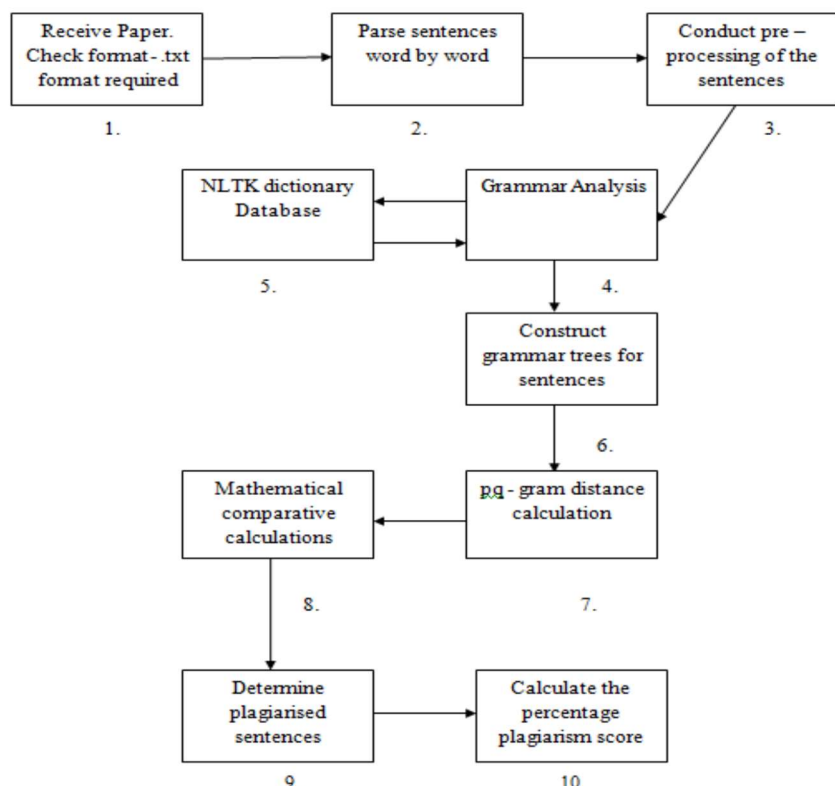 Receive Paper.
Check format - .txt
format required
1.
Parse sentences
word by word
2.
Conduct pre –
processing of the
sentences
3.
NLTK dictionary
Database
5.
Grammar Analysis
4.
Construct
grammar trees for
sentences
6.
Mathematical
comparative
calculations
8.
pq - gram distance
calculation
7.
Determine
plagiarised
sentences
9
Calculate the
percentage
plagiarism score
10